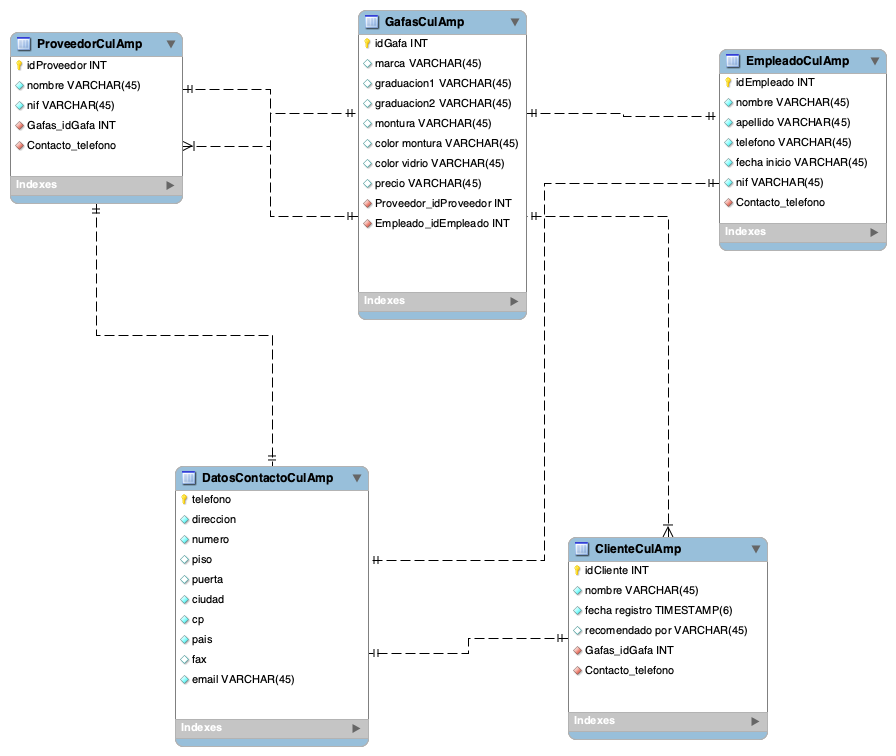 ProveedorCulAmp
idProveedor INT
nombre VARCHAR(45)
nif VARCHAR(45)
Gafas_idGafa INT
Contacto_telefono
Indexes
GafasCulAmp
idGafa INT
marca VARCHAR(45)
graduacion1 VARCHAR(45)
graduacion2 VARCHAR(45)
montura VARCHAR(45)
color montura VARCHAR(45)
color vidrio VARCHAR(45)
precio VARCHAR(45)
Proveedor_idProveedor INT
Empleado_idEmpleado INT
Indexes
EmpleadoCulAmp
idEmpleado INT
nombre VARCHAR(45)
apellido VARCHAR(45)
telefono VARCHAR(45)
fecha inicio VARCHAR(45)
nif VARCHAR(45)
Contacto_telefono
Indexes
DatosContactoCulAmp
telefono
direccion
numero
piso
puerta
ciudad
cp
pais
fax
email VARCHAR(45)
Indexes
ClienteCulAmp
idCliente INT
nombre VARCHAR(45)
fecha registro TIMESTAMP(6)
recomendado por VARCHAR(45)
Gafas_idGafa INT
Contacto_telefono
Indexes